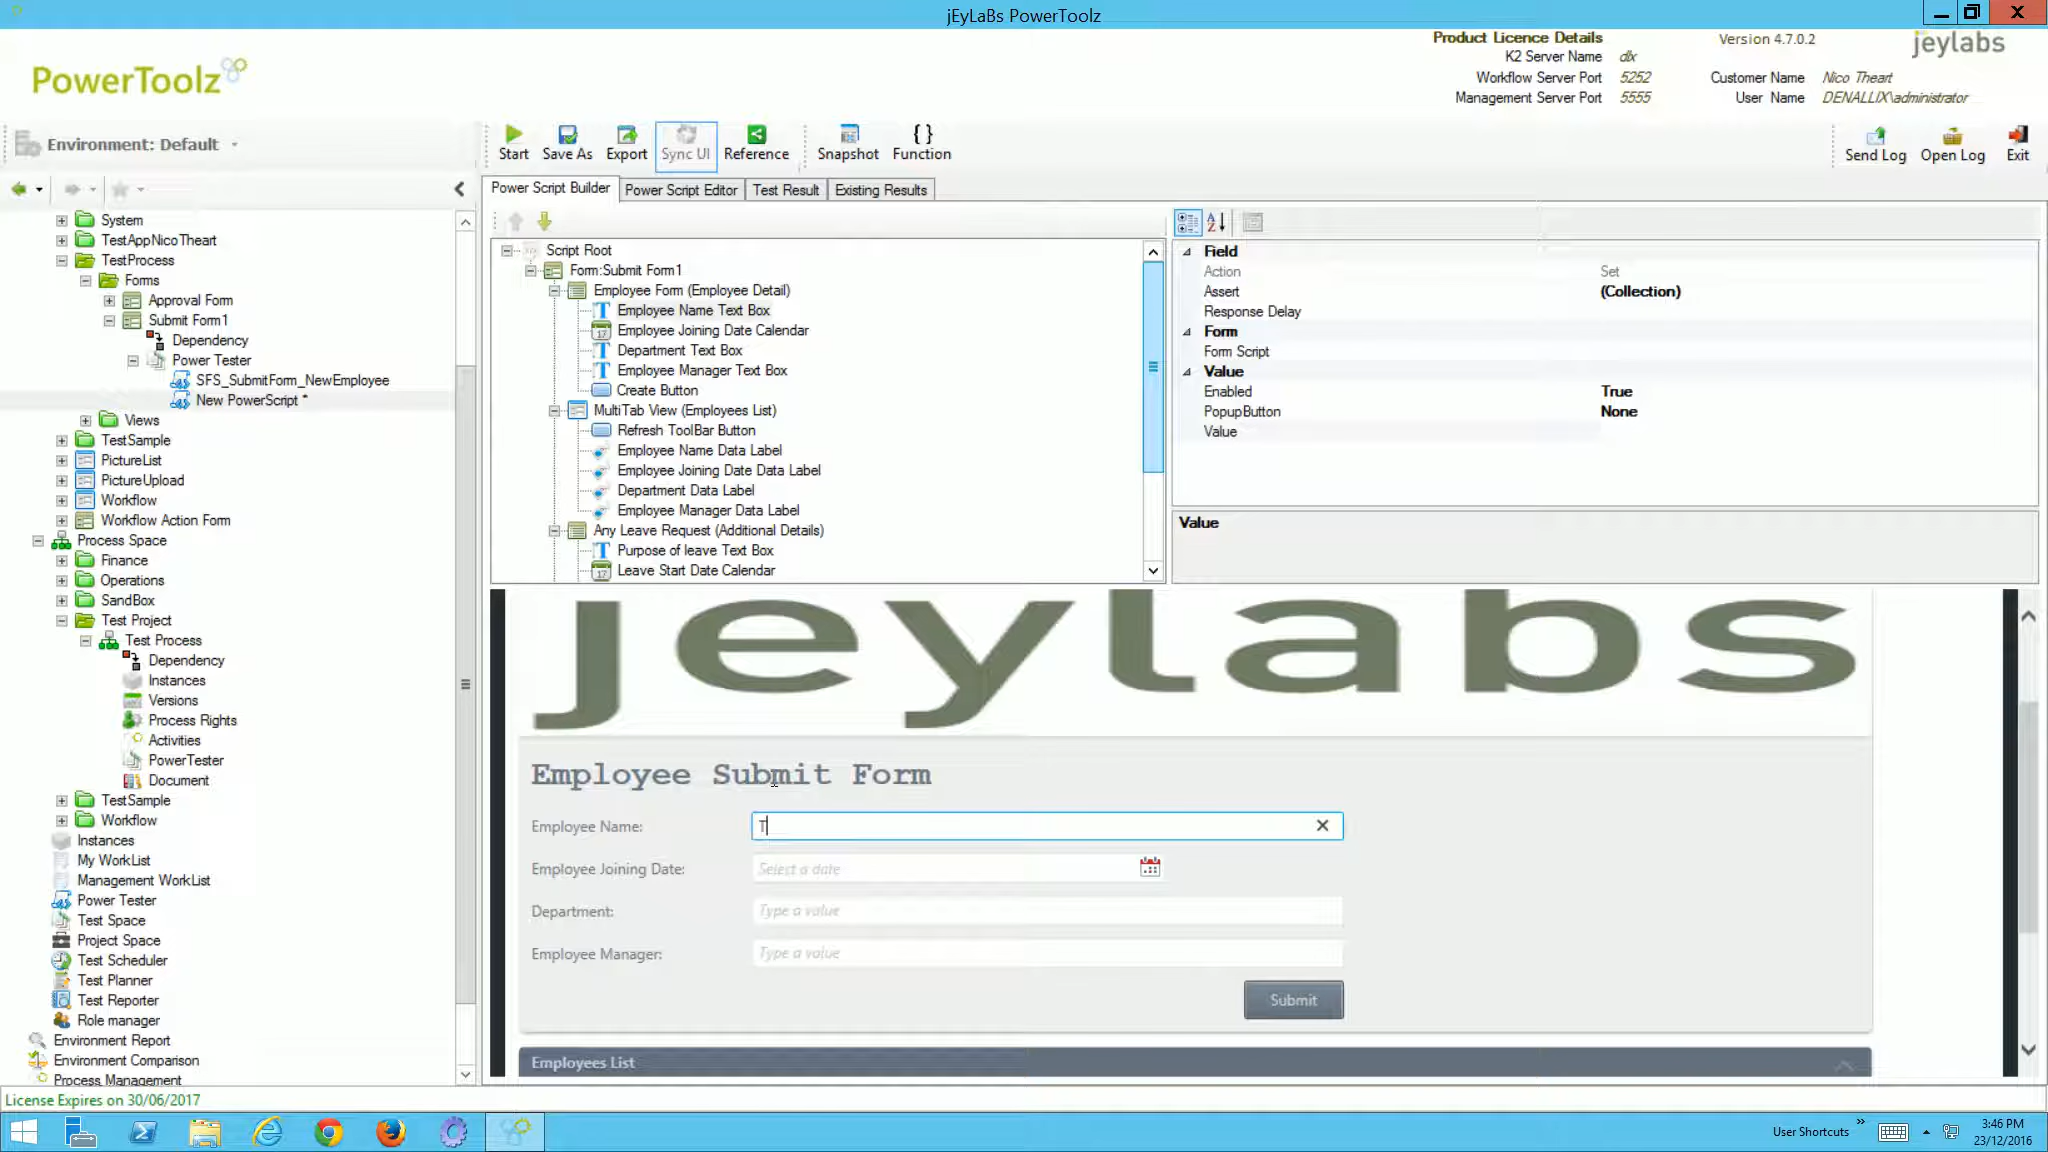 jEyLaBs PowerToolz
PowerToolz
Product Licence Details
K2 Server Name dlx
Workflow Server Port 5252
Management Server Port 5555
Version 4.7.0.2
jeylabs
Customer Name Nico Theart
User Name DENALLIX\administrator
Environment: Default
Start
Save As
Export
Sync UI
Reference
Snapshot
{ }
Function
Send Log
Open Log
Exit
Power Script Builder
Power Script Editor
Test Result
Existing Results
System
TestAppNicoTheart
TestProcess
Forms
Approval Form
Submit Form1
Dependency
Power Tester
SFS_SubmitForm_NewEmployee
New PowerScript *
Views
TestSample
PictureList
PictureUpload
Workflow
Workflow Action Form
Process Space
Finance
Operations
SandBox
Test Project
Test Process
Dependency
Instances
Versions
Process Rights
Activities
PowerTester
Document
TestSample
Workflow
Instances
My WorkList
Management WorkList
Power Tester
Test Space
Project Space
Test Scheduler
Test Planner
Test Reporter
Role manager
Environment Report
Environment Comparison
Process Management
Script Root
Form:Submit Form1
Employee Form (Employee Detail)
Employee Name Text Box
Employee Joining Date Calendar
Department Text Box
Employee Manager Text Box
Create Button
MultiTab View (Employees List)
Refresh ToolBar Button
Employee Name Data Label
Employee Joining Date Data Label
Department Data Label
Employee Manager Data Label
Any Leave Request (Additional Details)
Purpose of leave Text Box
Leave Start Date Calendar
Field
Action Set
Assert (Collection)
Response Delay
Form
Form Script
Value
Enabled True
PopupButton None
Value
Value
jeylabs
Employee Submit Form
Employee Name: T
Employee Joining Date: Select a date
Department: Type a value
Employee Manager: Type a value
Submit
Employees List
License Expires on 30/06/2017
User Shortcuts
3:46 PM
23/12/2016